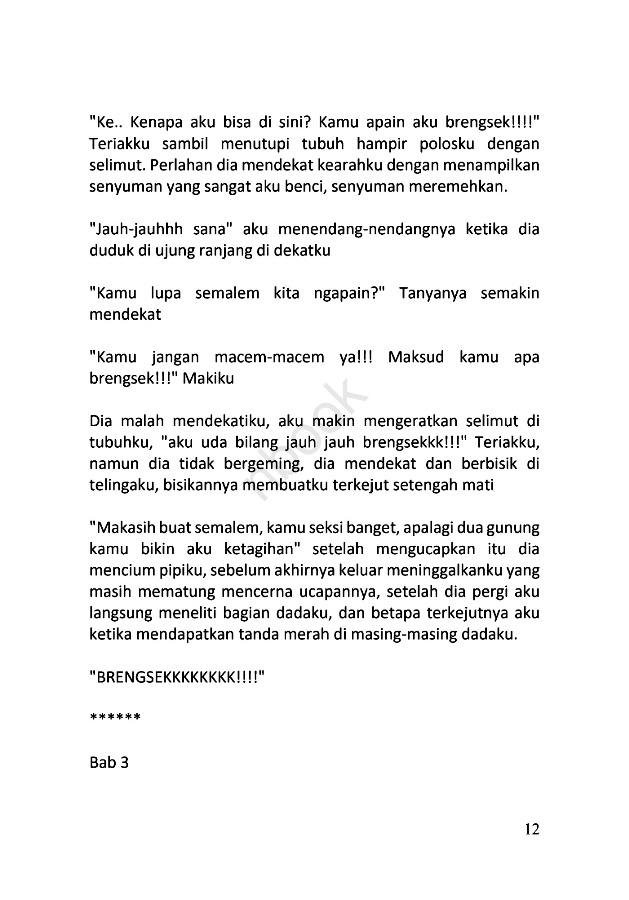 "Ke.. Kenapa aku bisa di sini? Kamu apain aku brengsek!!!!"
Teriakku sambil menutupi tubuh hampir polosku dengan
selimut. Perlahan dia mendekat kearahku dengan menampilkan
senyuman yang sangat aku benci, senyuman meremehkan.
"Jauh-jauhhh sana" aku menendang-nendangnya ketika dia
duduk di ujung ranjang di dekatku
"Kamu lupa semalem kita ngapain?" Tanyanya semakin
mendekat
"Kamu jangan macem-macem ya!!! Maksud kamu apa
brengsek!!!" Makiku
Dia malah mendekatiku, aku makin mengeratkan selimut di
tubuhku, "aku uda bilang jauh jauh brengsekkk!!!" Teriakku,
namun dia tidak bergeming, dia mendekat dan berbisik di
telingaku, bisikannya membuatku terkejut setengah mati
"Makasih buat semalem, kamu seksi banget, apalagi dua gunung
kamu bikin aku ketagihan" setelah mengucapkan itu dia
mencium pipiku, sebelum akhirnya keluar meninggalkanku yang
masih mematung mencerna ucapannya, setelah dia pergi aku
langsung meneliti bagian dadaku, dan betapa terkejutnya aku
ketika mendapatkan tanda merah di masing-masing dadaku.
"BRENGSEKKKKKKKK!!!!"
******
Bab 3
12